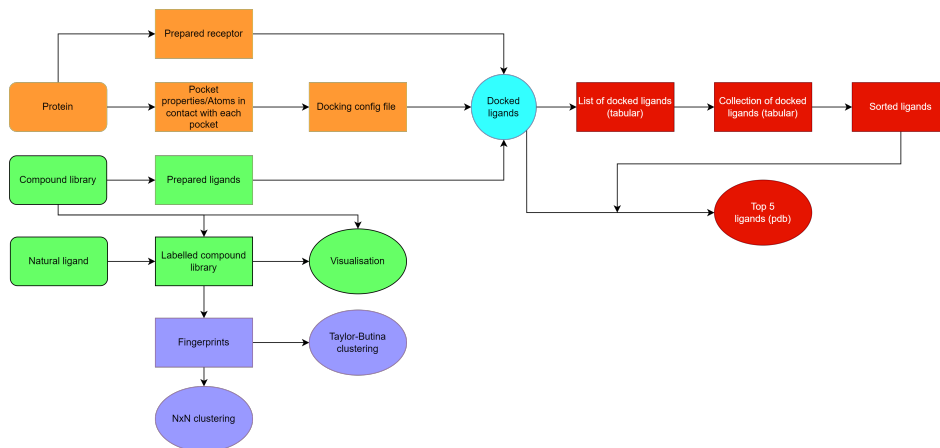 Prepared receptor
Protein
Pocket
properties/Atoms in
contact with each
pocket
Docking config file
Docked
ligands
List of docked ligands
(tabular)
Collection of docked
ligands (tabular)
Sorted ligands
Compound library
Prepared ligands
Top 5
ligands (pdb)
Natural ligand
Labelled compound
library
Visualisation
Fingerprints
Taylor-Butina
clustering
NxN clustering